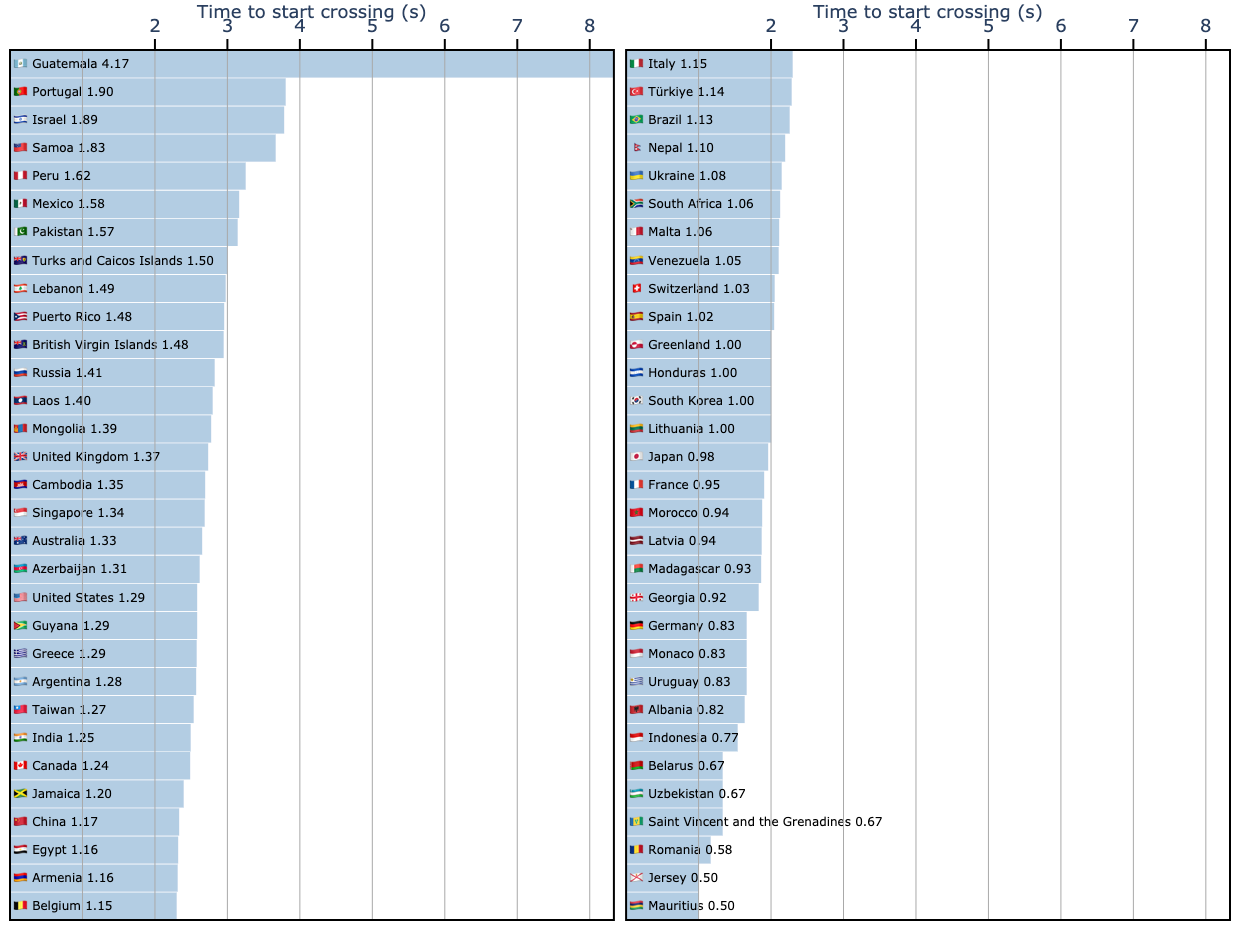 Time to start crossing (s)
2 3 4 5 6 7 8
Guatemala 4.17
Portugal 1.90
Israel 1.89
Samoa 1.83
Peru 1.62
Mexico 1.58
Pakistan 1.57
Turks and Caicos Islands 1.50
Lebanon 1.49
Puerto Rico 1.48
British Virgin Islands 1.48
Russia 1.41
Laos 1.40
Mongolia 1.39
United Kingdom 1.37
Cambodia 1.35
Singapore 1.34
Australia 1.33
Azerbaijan 1.31
United States 1.29
Guyana 1.29
Greece 1.29
Argentina 1.28
Taiwan 1.27
India 1.25
Canada 1.24
Jamaica 1.20
China 1.17
Egypt 1.16
Armenia 1.16
Belgium 1.15
Time to start crossing (s)
2 3 4 5 6 7 8
Italy 1.15
Türkiye 1.14
Brazil 1.13
Nepal 1.10
Ukraine 1.08
South Africa 1.06
Malta 1.06
Venezuela 1.05
Switzerland 1.03
Spain 1.02
Greenland 1.00
Honduras 1.00
South Korea 1.00
Lithuania 1.00
Japan 0.98
France 0.95
Morocco 0.94
Latvia 0.94
Madagascar 0.93
Georgia 0.92
Germany 0.83
Monaco 0.83
Uruguay 0.83
Albania 0.82
Indonesia 0.77
Belarus 0.67
Uzbekistan 0.67
Saint Vincent and the Grenadines 0.67
Romania 0.58
Jersey 0.50
Mauritius 0.50